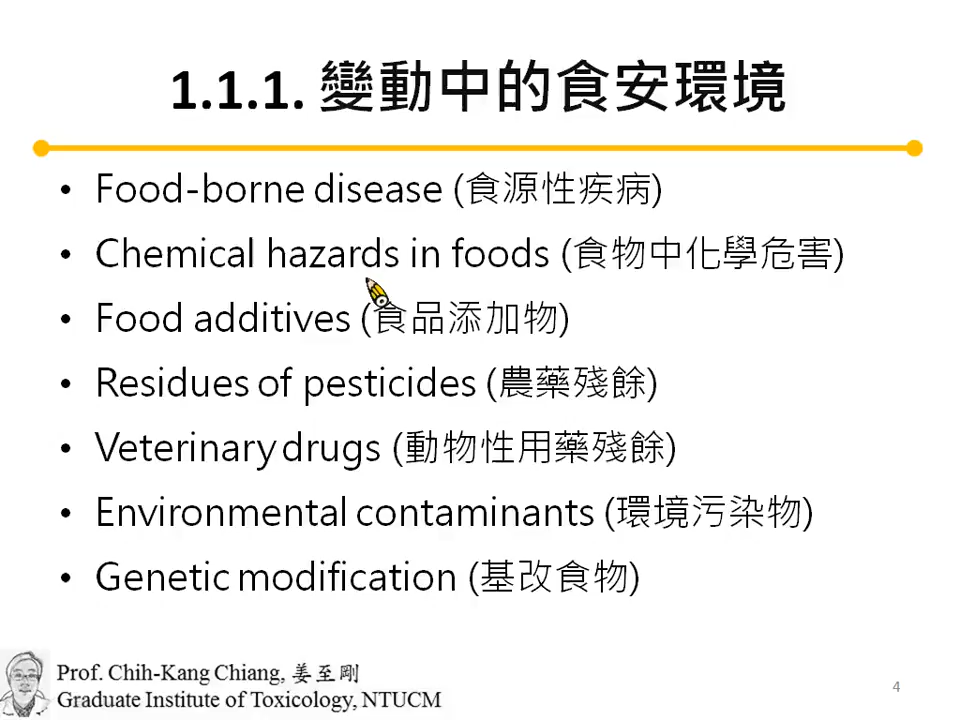 1.1.1. 變動中的食安環境
• Food-borne disease (食源性疾病)
• Chemical hazards in foods (食物中化學危害)
• Food additives (食品添加物)
• Residues of pesticides (農藥殘餘)
• Veterinary drugs (動物性用藥殘餘)
• Environmental contaminants (環境污染物)
• Genetic modification (基改食物)
Prof. Chih-Kang Chiang, 姜至剛
Graduate Institute of Toxicology, NTUCM
4